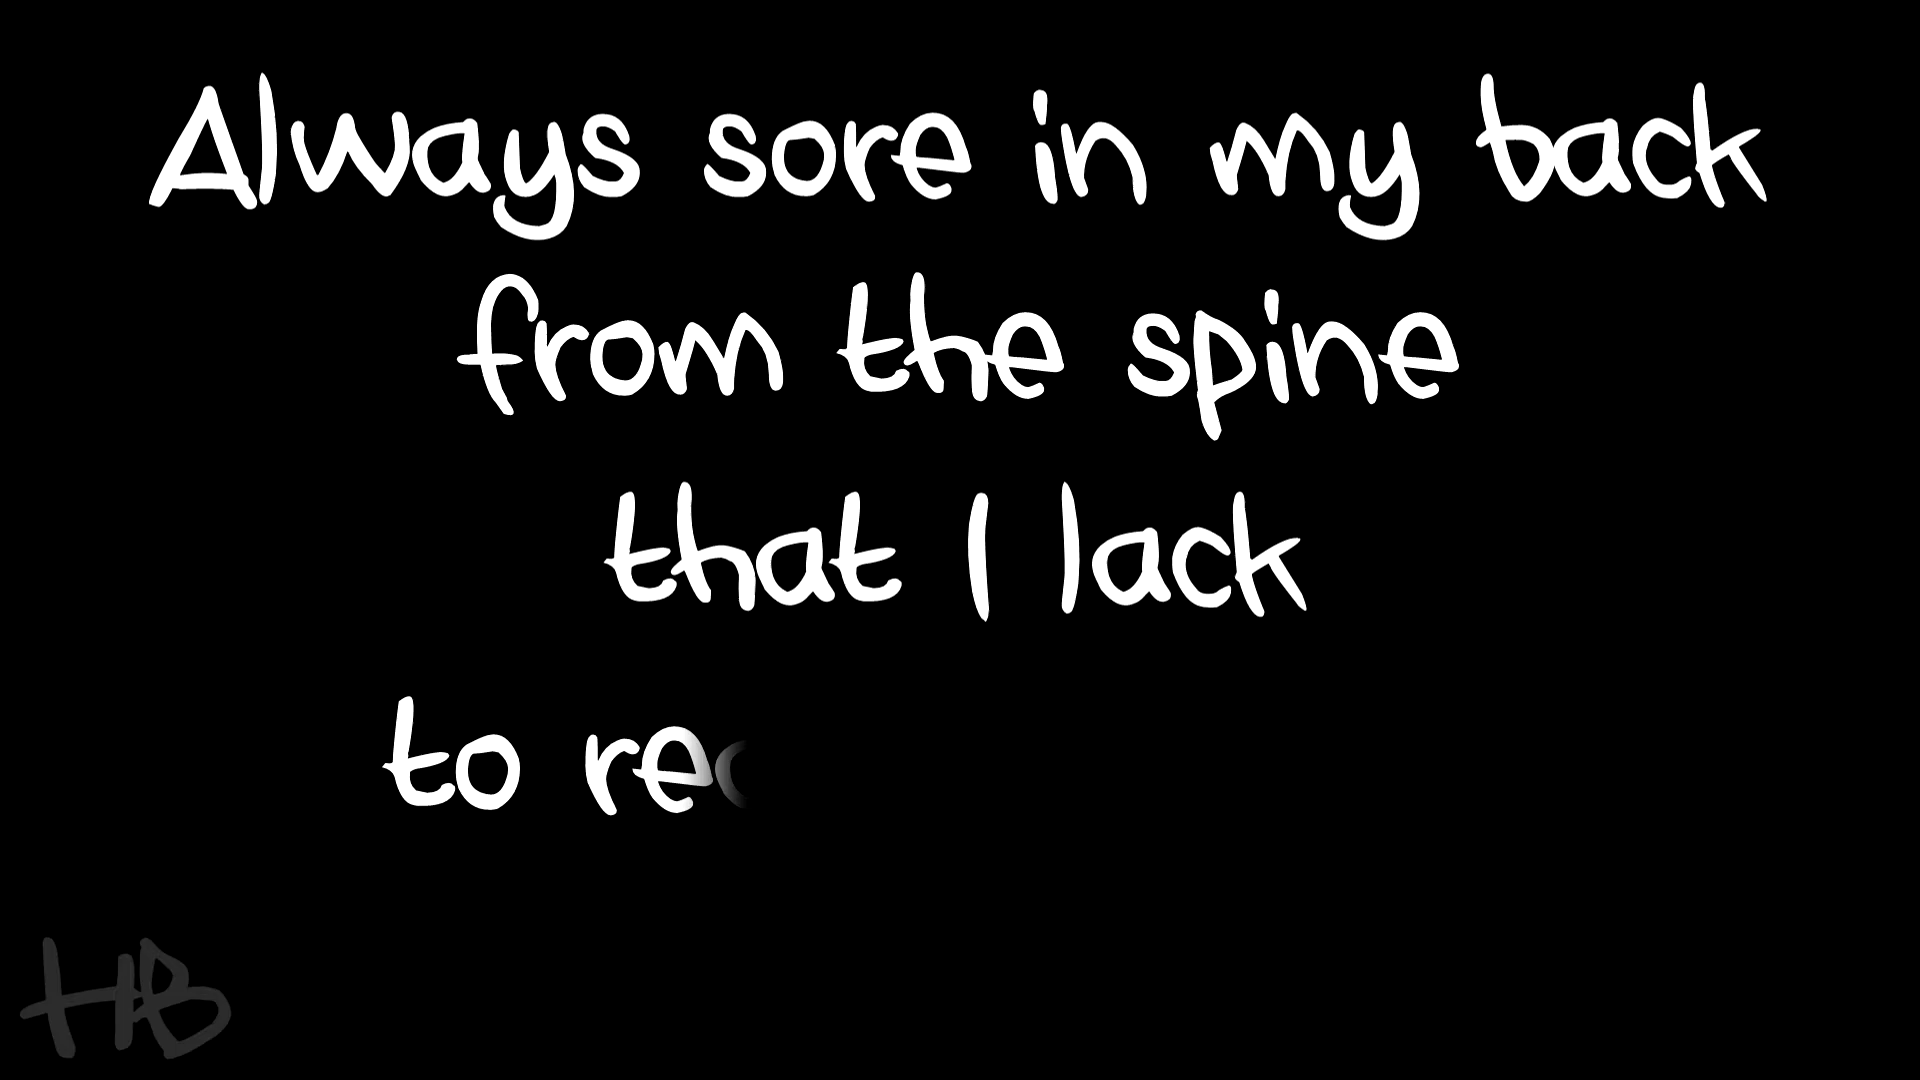 Always sore in my back
from the spine
that I lack
to
HB